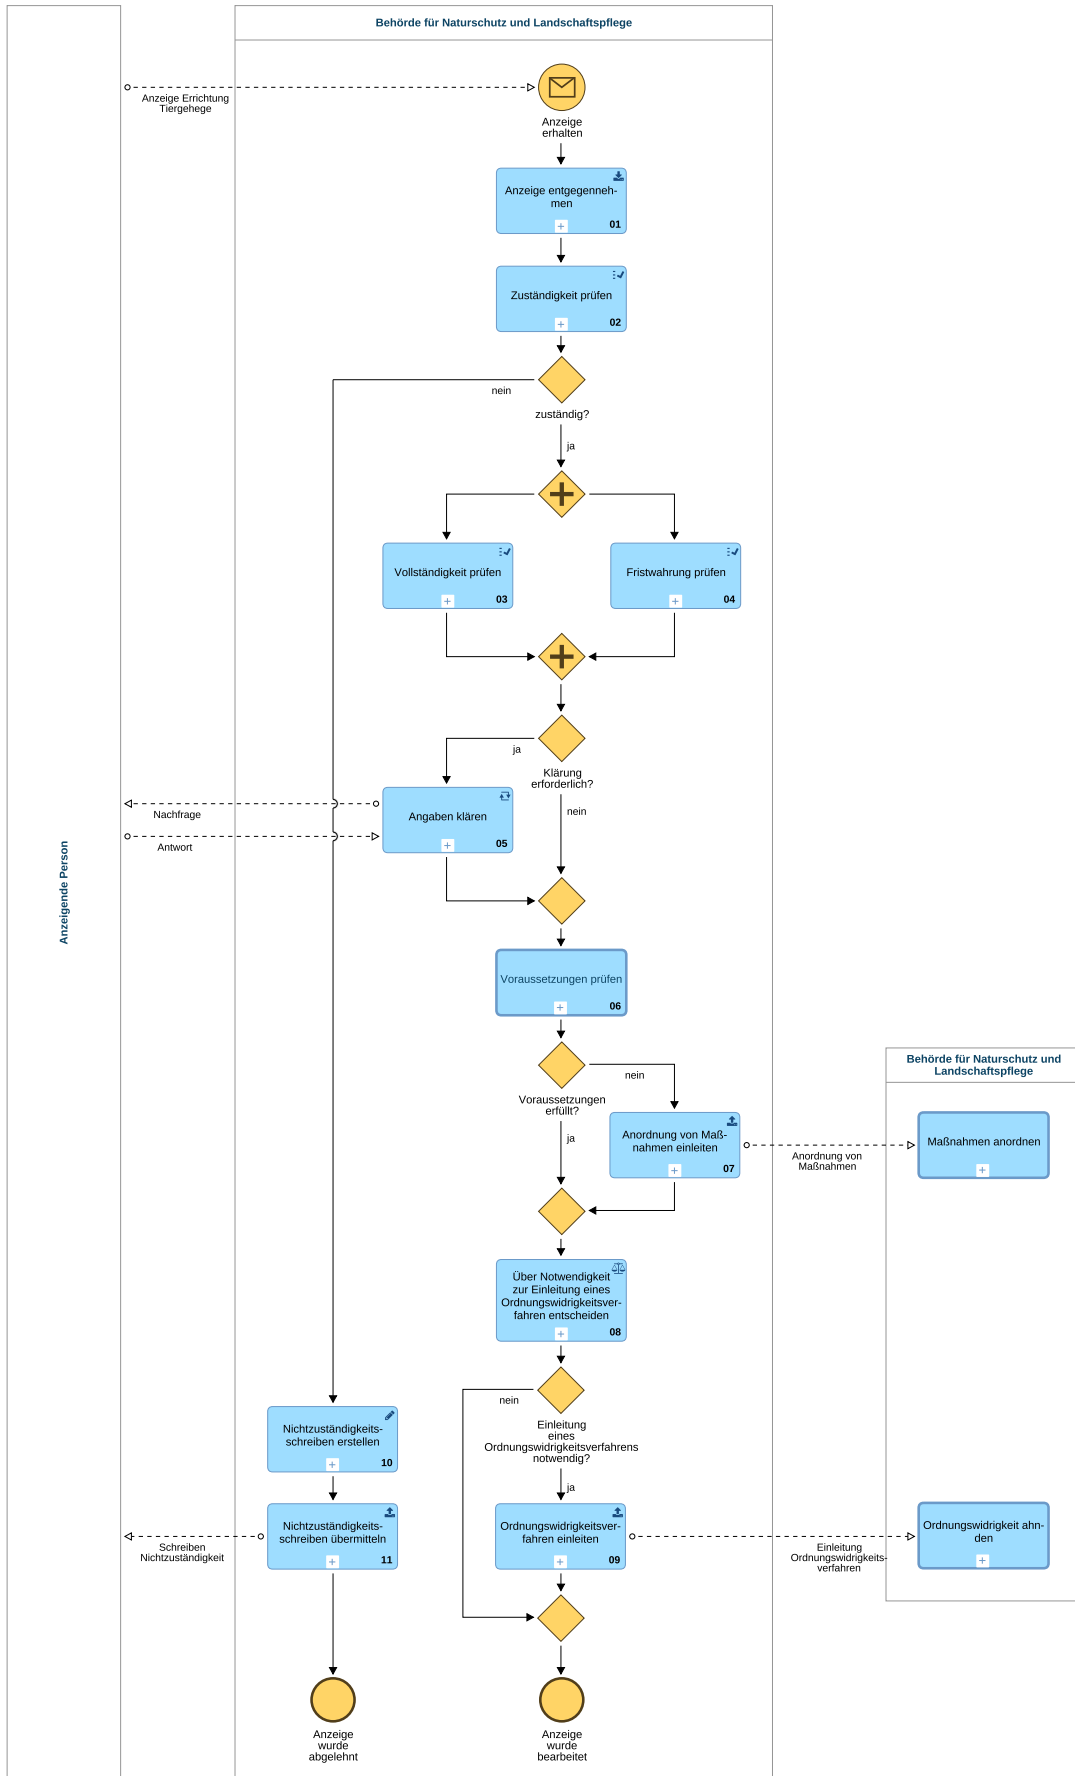 Behörde für Naturschutz und Landschaftspflege
Anzeige Errichtung
Tiergehege
Anzeige
erhalten
Anzeige entgegenneh-
men
01
Zuständigkeit prüfen
02
nein
zuständig?
ja
Vollständigkeit prüfen
03
Fristwahrung prüfen
04
ja
Klärung
erforderlich?
nein
Nachfrage
Angaben klären
05
Antwort
Anzeigende Person
Voraussetzungen prüfen
06
nein
Voraussetzungen
erfüllt?
ja
Behörde für Naturschutz und
Landschaftspflege
Anordnung von Maß-
nahmen einleiten
07
Anordnung von
Maßnahmen
Maßnahmen anordnen
Über Notwendigkeit
zur Einleitung eines
Ordnungswidrigkeitsver-
fahren entscheiden
08
nein
Einleitung
eines
Ordnungswidrigkeitsverfahrens
notwendig?
ja
Nichtzuständigkeits-
schreiben erstellen
10
Nichtzuständigkeits-
schreiben übermitteln
11
Schreiben
Nichtzuständigkeit
Ordnungswidrigkeitsver-
fahren einleiten
09
Einleitung
Ordnungswidrigkeits-
verfahren
Ordnungswidrigkeit ahn-
den
Anzeige
wurde
abgelehnt
Anzeige
wurde
bearbeitet